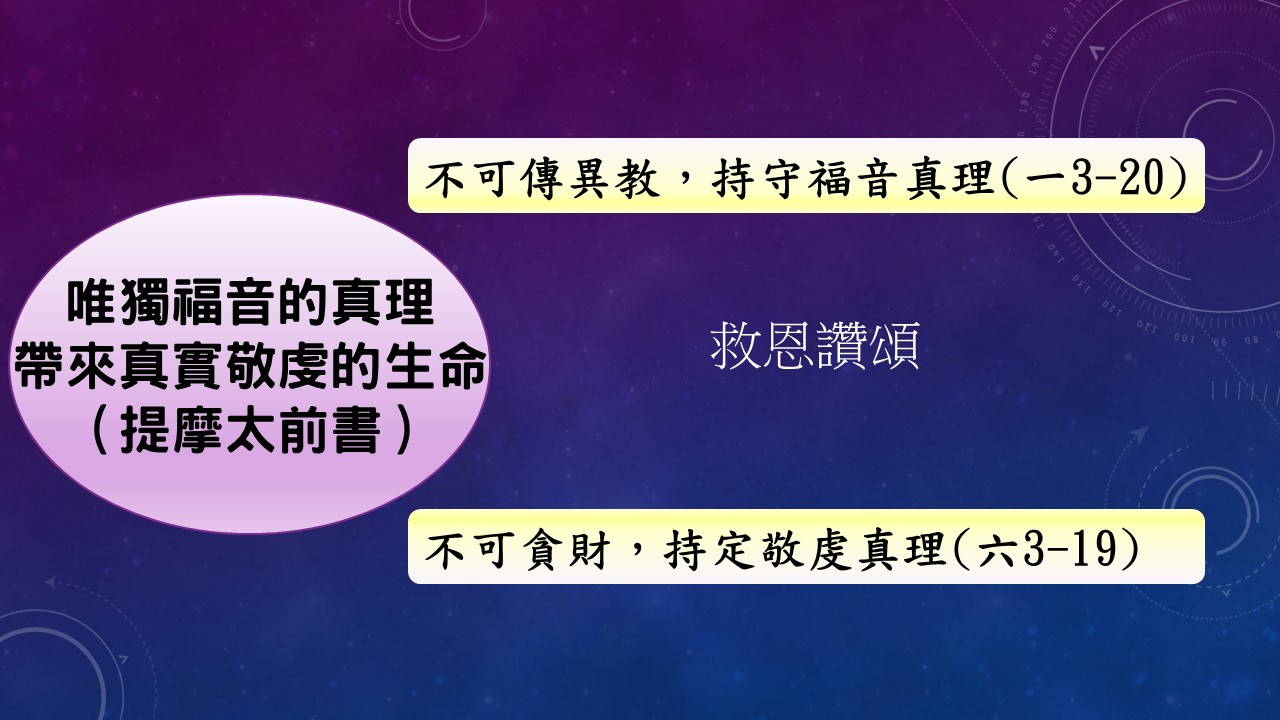 不可傳異教，持守福音真理(一3-20)
唯獨福音的真理
帶來真實敬虔的生命
（提摩太前書）
救恩讚頌
不可貪財，持定敬虔真理(六3-19)